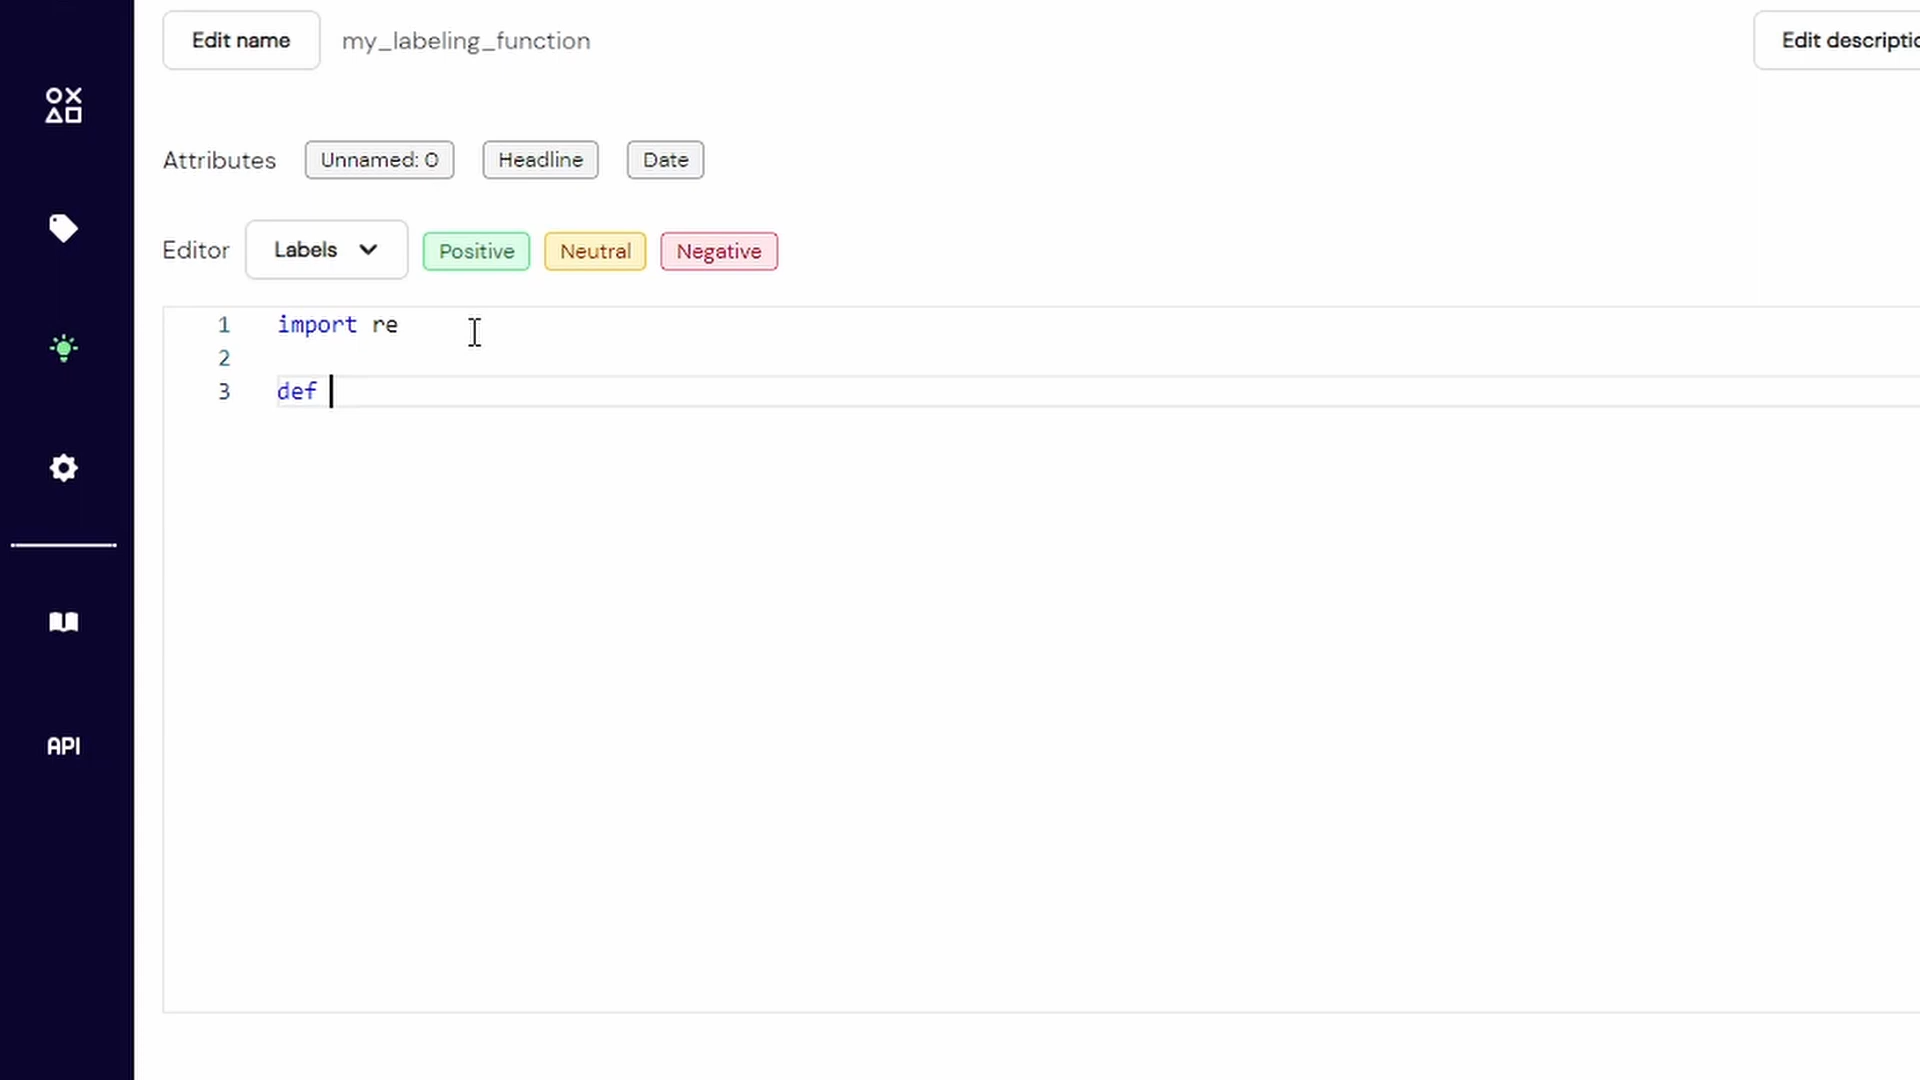 Edit name my_labeling_function Edit descriptio
Attributes Unnamed: 0 Headline Date
Editor Labels Positive Neutral Negative
1 import re
2
3 def
API